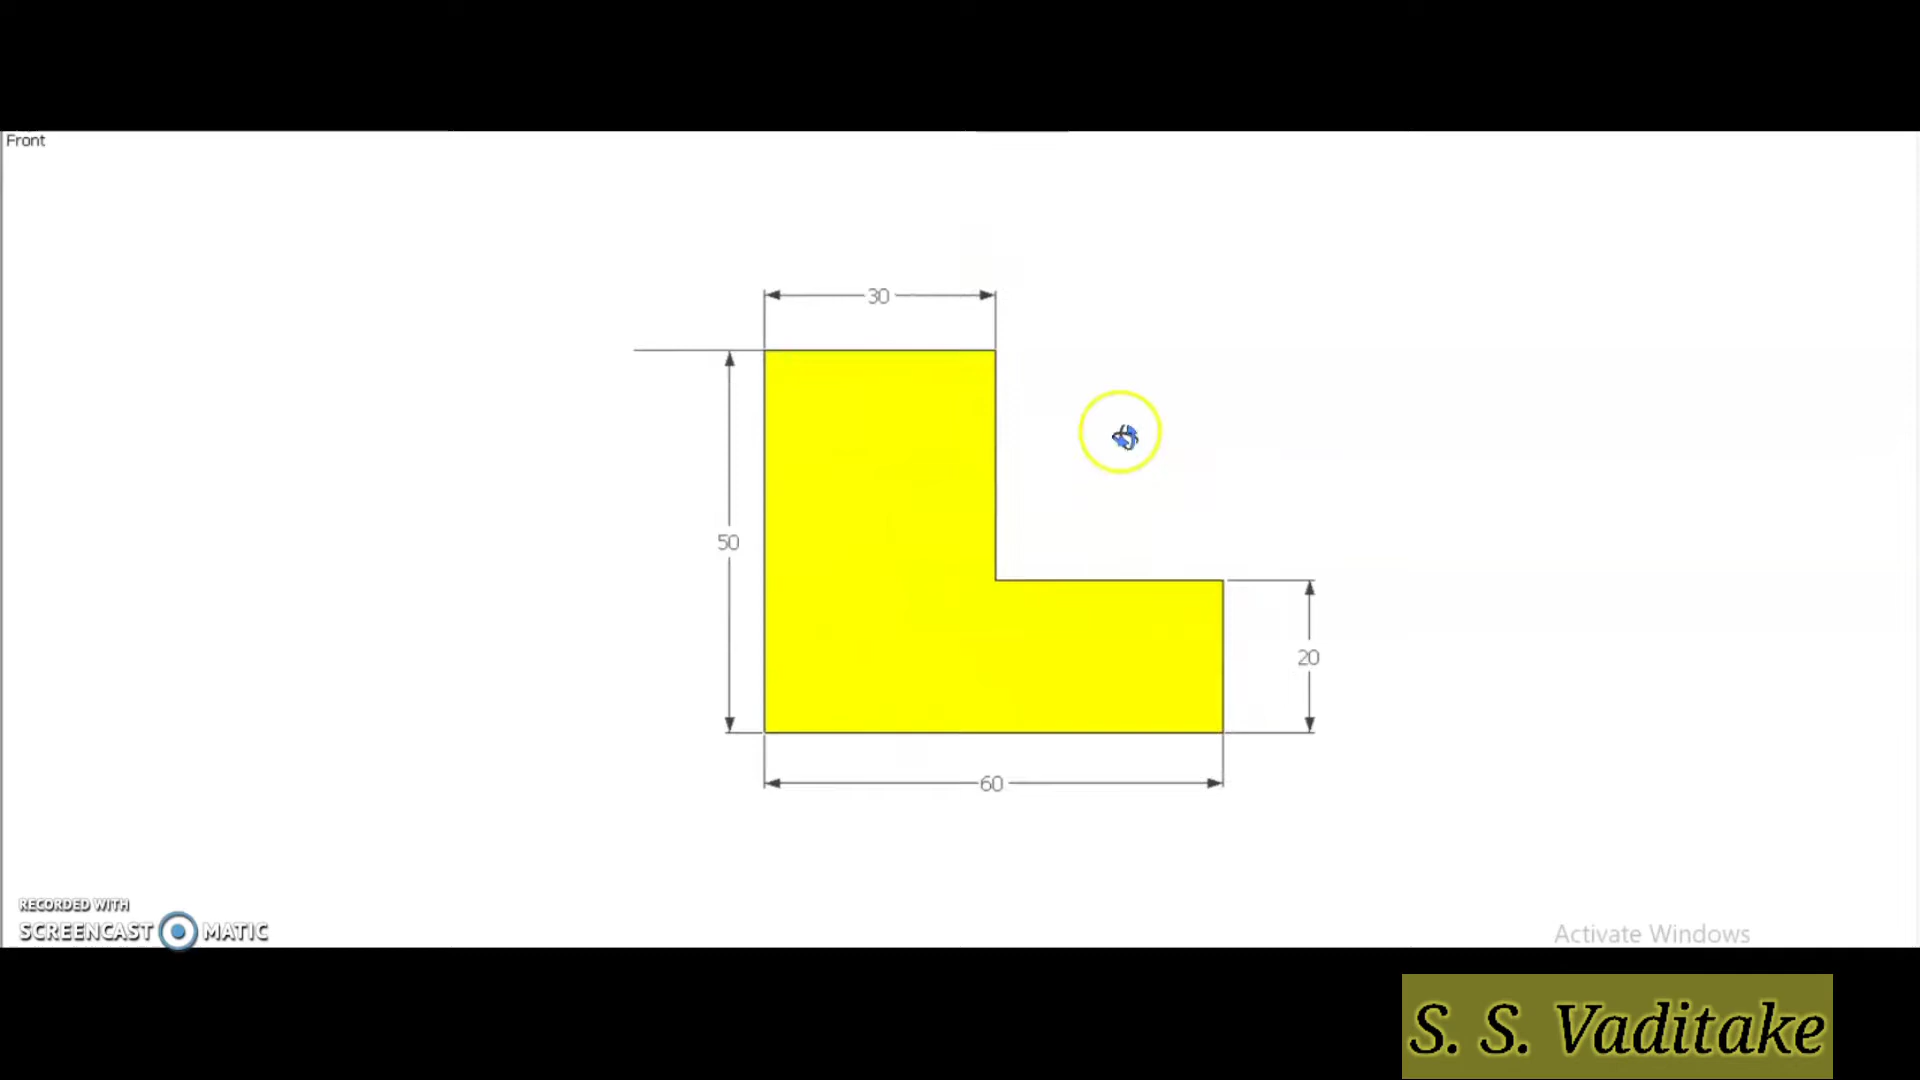 Front
30
50
20
60
RECORDED WITH
SCREENCAST MATIC
Activate Windows
S. S. Vaditake